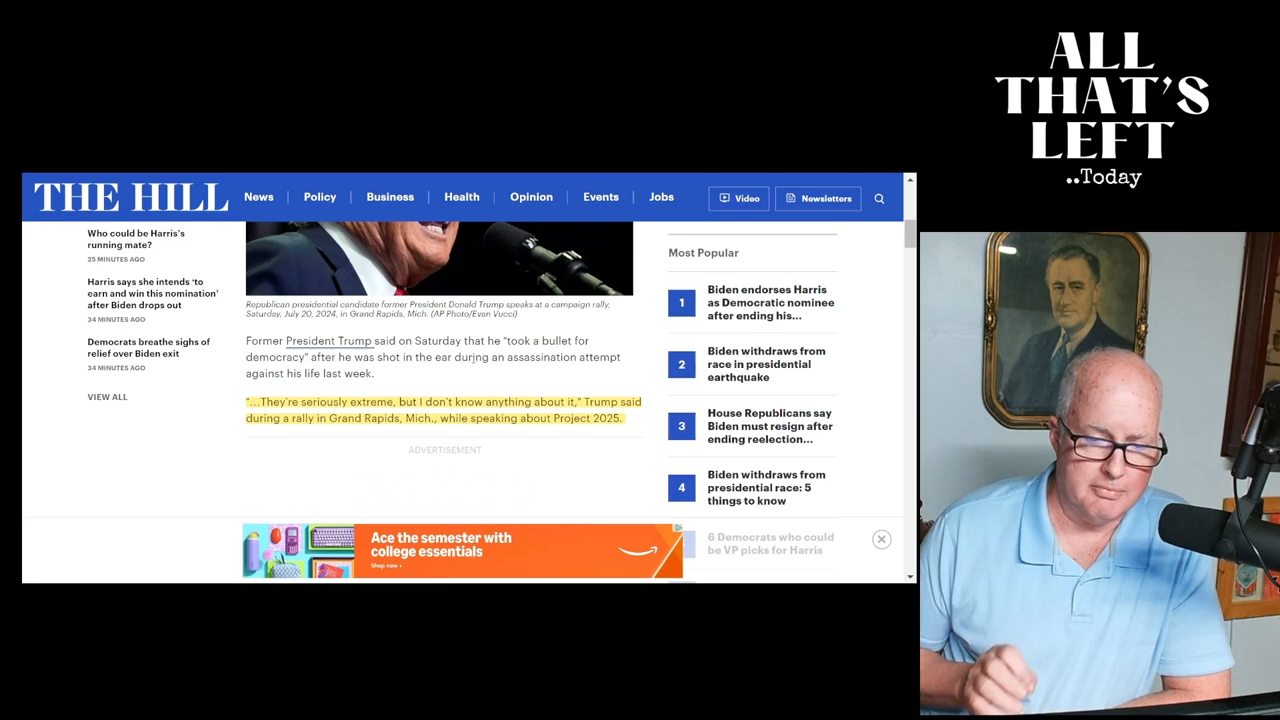 ALL
THAT'S
LEFT
..Today
THE HILL
News
Policy
Business
Health
Opinion
Events
Jobs
Video
Newsletters
Who could be Harris's
running mate?
25 MINUTES AGO
Harris says she intends 'to
earn and win this nomination'
after Biden drops out
34 MINUTES AGO
Democrats breathe sighs of
relief over Biden exit
34 MINUTES AGO
VIEW ALL
Republican presidential candidate former President Donald Trump speaks at a campaign rally,
Saturday, July 20, 2024, in Grand Rapids, Mich. (AP Photo/Evan Vucci)
Former President Trump said on Saturday that he "took a bullet for
democracy" after he was shot in the ear during an assassination attempt
against his life last week.
"...They're seriously extreme, but I don't know anything about it," Trump said
during a rally in Grand Rapids, Mich., while speaking about Project 2025.
ADVERTISEMENT
Most Popular
1
Biden endorses Harris
as Democratic nominee
after ending his...
2
Biden withdraws from
race in presidential
earthquake
3
House Republicans say
Biden must resign after
ending reelection...
4
Biden withdraws from
presidential race: 5
things to know
6 Democrats who could
be VP picks for Harris
Ace the semester with
college essentials
Shop now ›